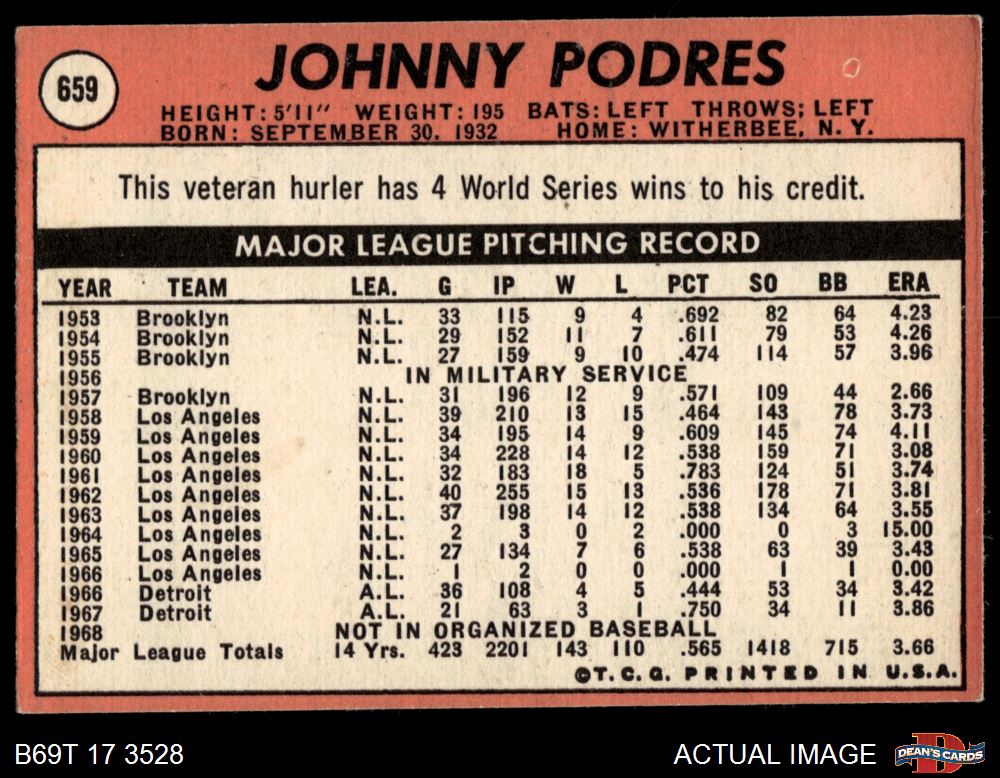 659
JOHNNY PODRES
HEIGHT: 5'11" WEIGHT: 195 BATS: LEFT THROWS; LEFT
BORN: SEPTEMBER 30, 1932 HOME: WITHERBEE, N. Y.
This veteran hurler has 4 World Series wins to his credit.
MAJOR LEAGUE PITCHING RECORD
YEAR TEAM LEA. G IP W L PCT SO BB ERA
1953 Brooklyn N.L. 33 115 9 4 .692 82 64 4.23
1954 Brooklyn N.L. 29 152 11 7 .611 79 53 4.26
1955 Brooklyn N.L. 27 159 9 10 .474 114 57 3.96
1956 IN MILITARY SERVICE
1957 Brooklyn N.L. 31 196 12 9 .571 109 44 2.66
1958 Los Angeles N.L. 39 210 13 15 .464 143 78 3.73
1959 Los Angeles N.L. 34 195 14 9 .609 145 74 4.11
1960 Los Angeles N.L. 34 228 14 12 .538 159 71 3.08
1961 Los Angeles N.L. 32 183 18 5 .783 124 51 3.74
1962 Los Angeles N.L. 40 255 15 13 .536 178 71 3.81
1963 Los Angeles N.L. 37 198 14 12 .538 134 64 3.55
1964 Los Angeles N.L. 2 3 0 2 .000 0 3 15.00
1965 Los Angeles N.L. 27 134 7 6 .538 63 39 3.43
1966 Los Angeles N.L. 1 2 0 0 .000 1 1 0.00
1966 Detroit A.L. 36 108 4 5 .444 53 34 3.42
1967 Detroit A.L. 21 63 3 1 .750 34 11 3.86
1968 NOT IN ORGANIZED BASEBALL
Major League Totals 14 Yrs. 423 2201 143 110 .565 1418 715 3.66
©T.C.G. PRINTED IN U.S.A.
B69T 17 3528
ACTUAL IMAGE
DEAN'S CARDS